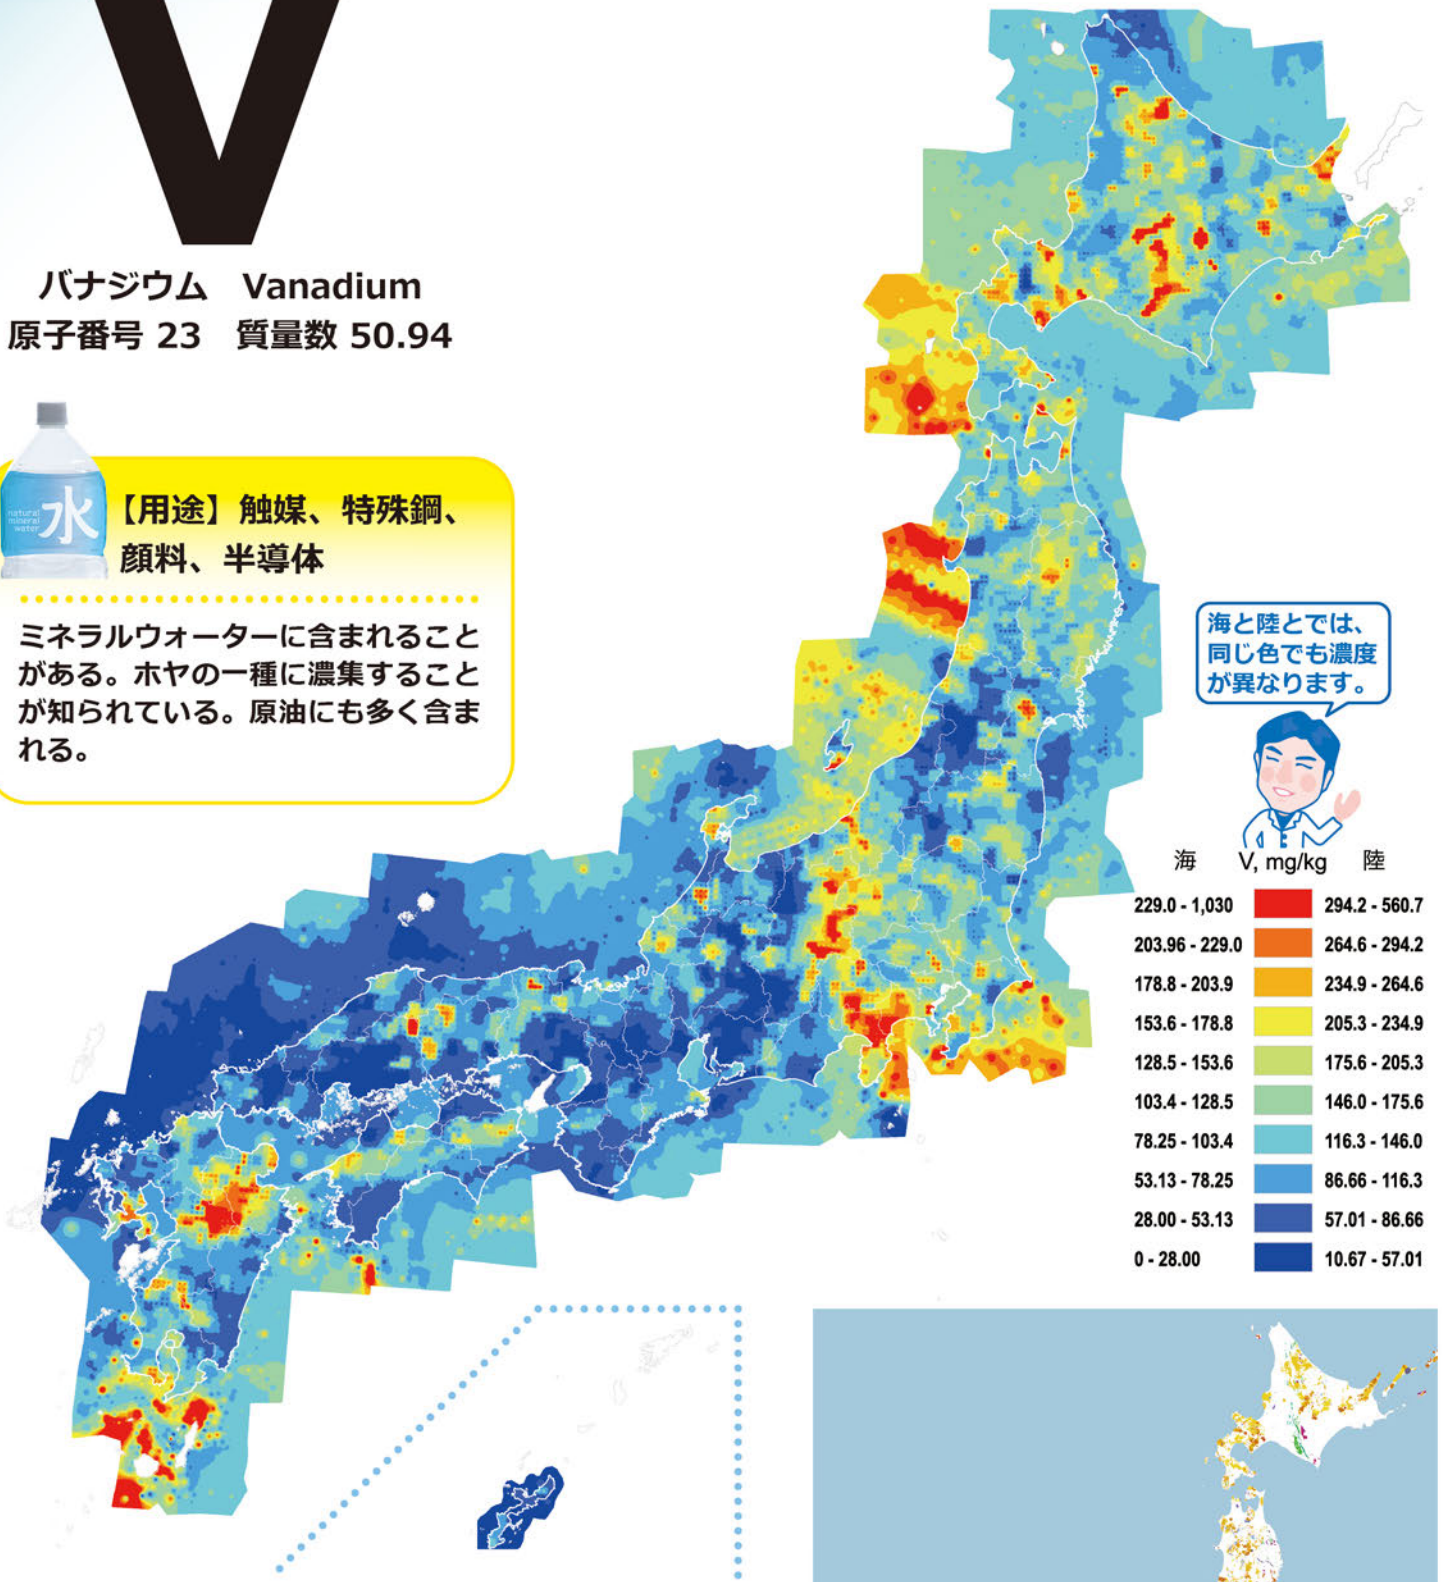 V
バナジウム Vanadium
原子番号 23 質量数 50.94
natural
mineral
water
水
【用途】触媒、特殊鋼、
顔料、半導体
ミネラルウォーターに含まれること
がある。ホヤの一種に濃集すること
が知られている。原油にも多く含ま
れる。
海と陸とでは、
同じ色でも濃度
が異なります。
海 V, mg/kg 陸
229.0 - 1,030 294.2 - 560.7
203.96 - 229.0 264.6 - 294.2
178.8 - 203.9 234.9 - 264.6
153.6 - 178.8 205.3 - 234.9
128.5 - 153.6 175.6 - 205.3
103.4 - 128.5 146.0 - 175.6
78.25 - 103.4 116.3 - 146.0
53.13 - 78.25 86.66 - 116.3
28.00 - 53.13 57.01 - 86.66
0 - 28.00 10.67 - 57.01